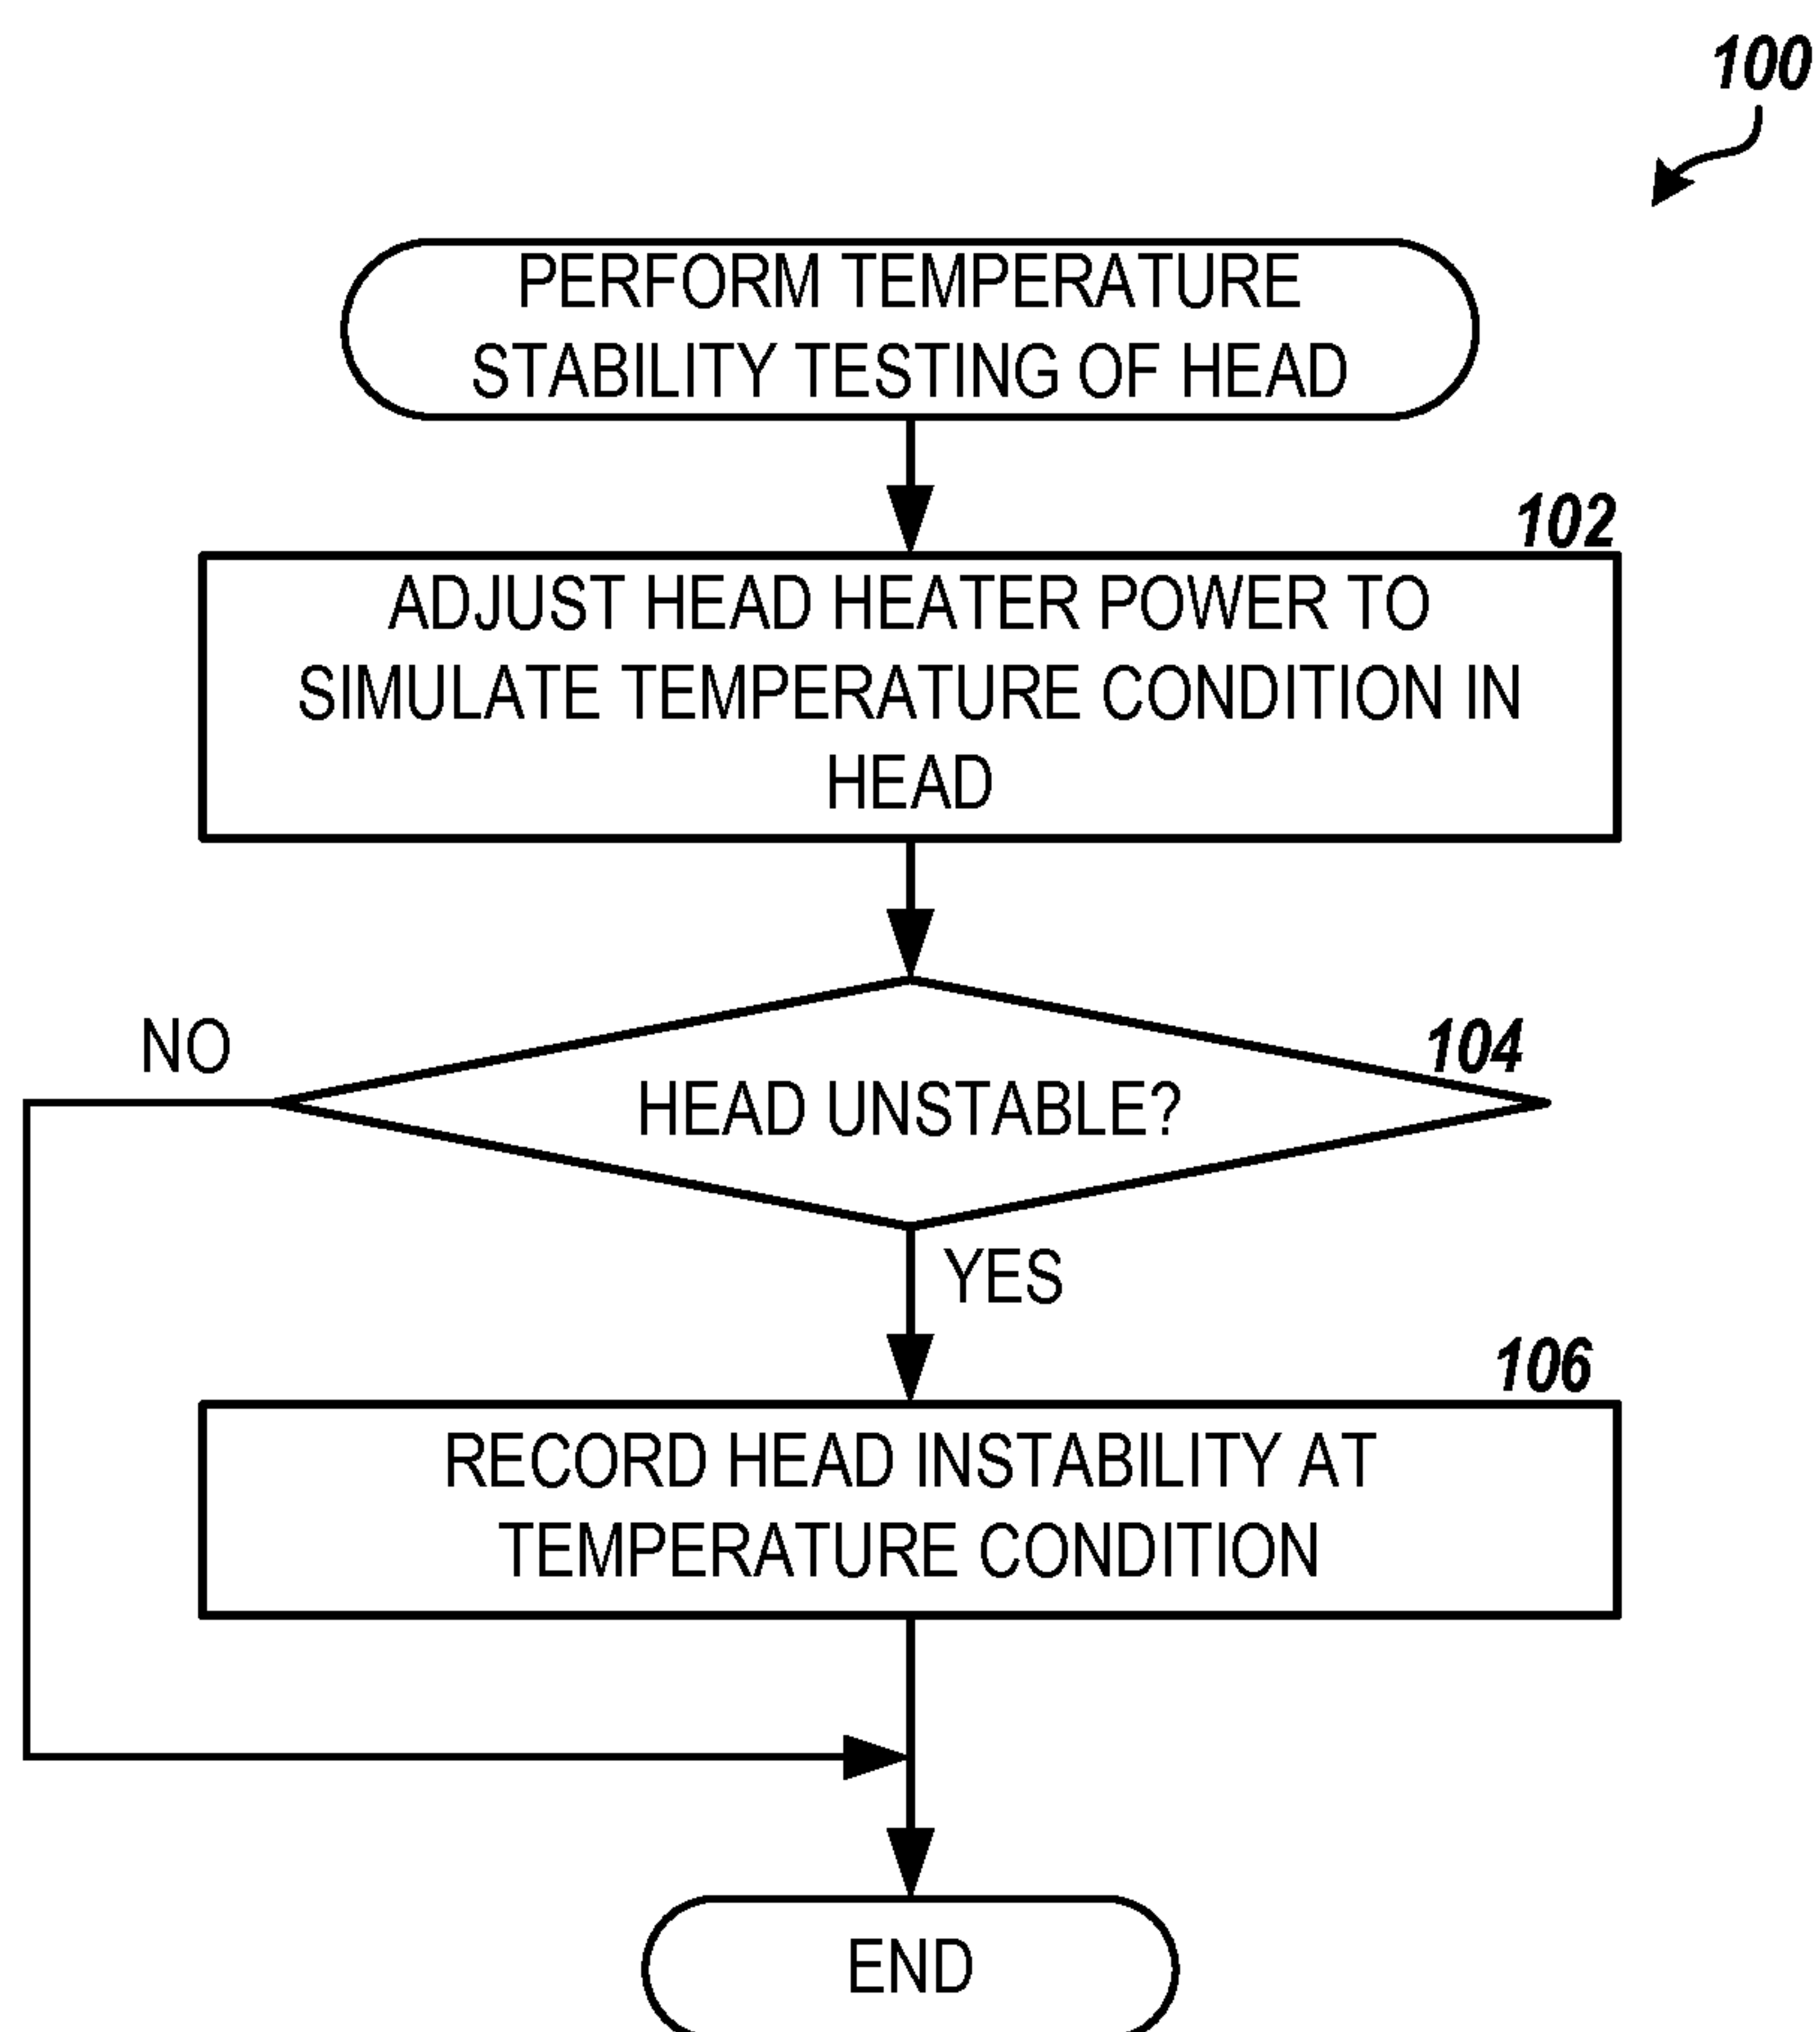 100
PERFORM TEMPERATURE
STABILITY TESTING OF HEAD
102
ADJUST HEAD HEATER POWER TO
SIMULATE TEMPERATURE CONDITION IN
HEAD
NO
104
HEAD UNSTABLE?
YES
106
RECORD HEAD INSTABILITY AT
TEMPERATURE CONDITION
END